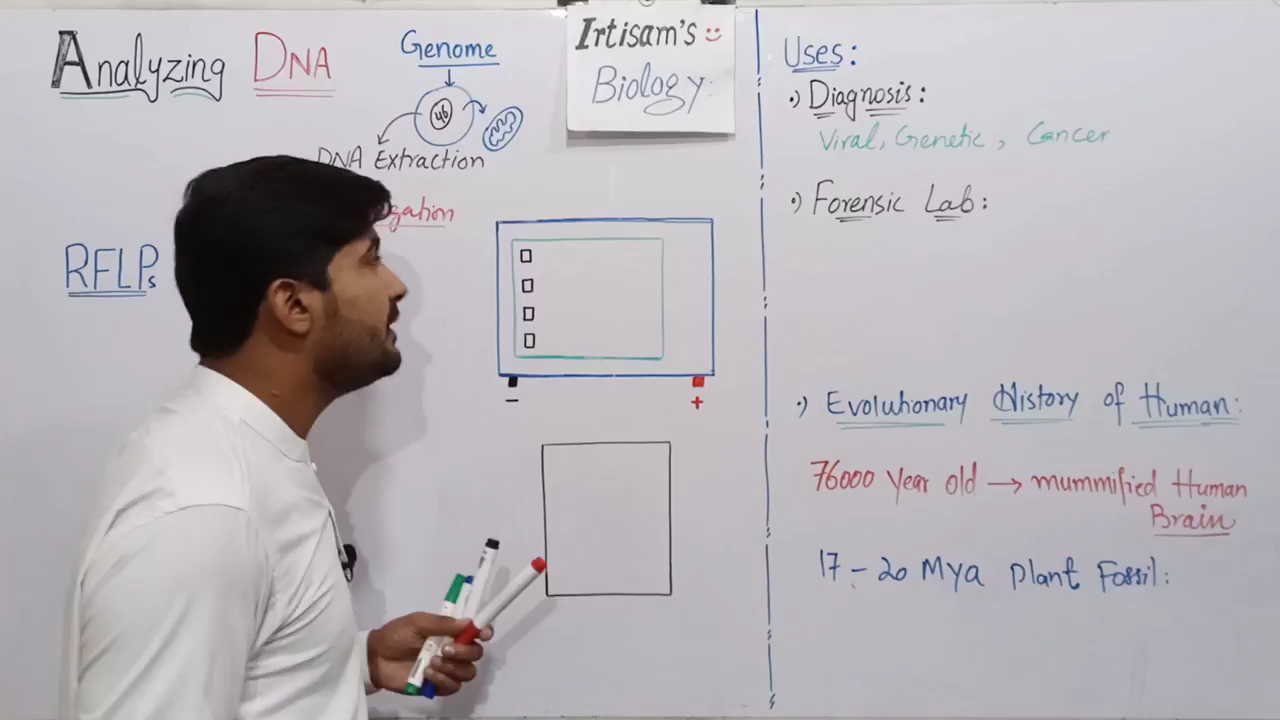 Analyzing DNA
Genome
46
DNA Extraction
RFLPs
−
+
Irtisam's
Biology:
Uses:
•) Diagnosis:
Viral, Genetic, Cancer
•) Forensic Lab:
•) Evolutionary History of Human:
76000 year old → mummified Human
Brain
17 - 20 Mya plant Fossil: